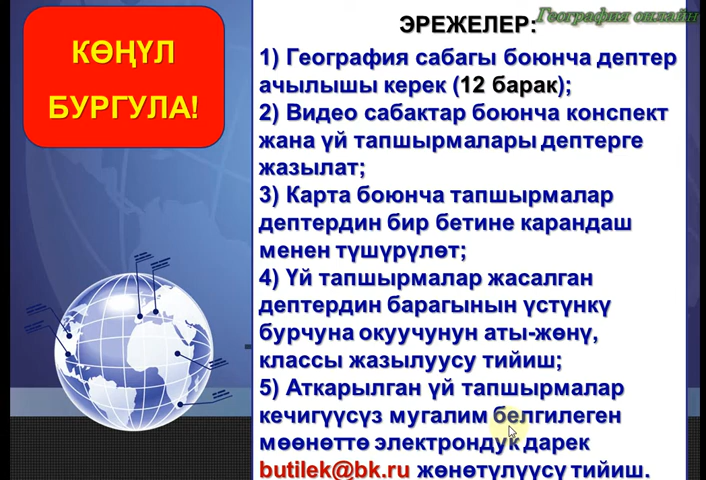 География онлайн
КӨҢҮЛ
БУРГУЛА!
ЭРЕЖЕЛЕР:
1) География сабагы боюнча дептер
ачылышы керек (12 барак);
2) Видео сабактар боюнча конспект
жана үй тапшырмалары дептерге
жазылат;
3) Карта боюнча тапшырмалар
дептердин бир бетине карандаш
менен түшүрүлөт;
4) Үй тапшырмалар жасалган
дептердин барагынын үстүнкү
бурчуна окуучунун аты-жөнү,
классы жазылуусу тийиш;
5) Аткарылган үй тапшырмалар
кечигүүсүз мугалим белгилеген
мөөнөттө электрондук дарек
butilek@bk.ru жөнөтүлүүсү тийиш.